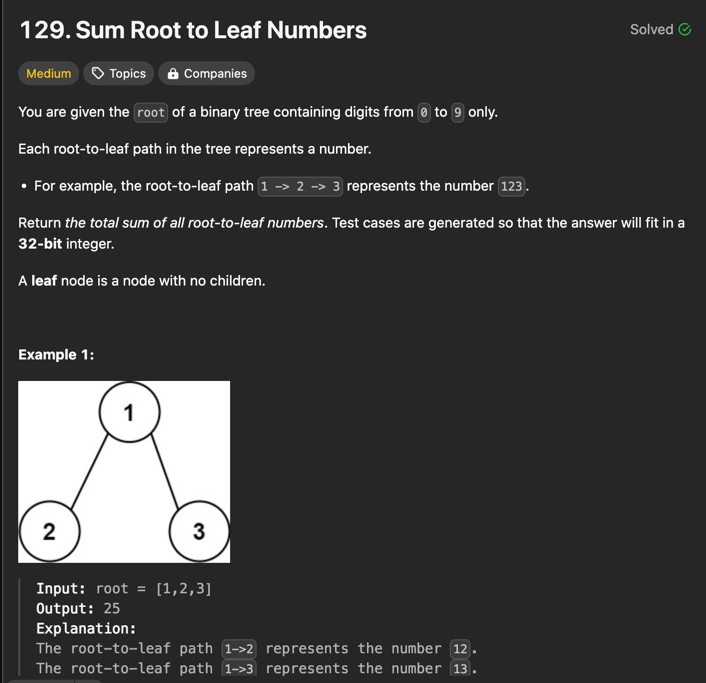 129. Sum Root to Leaf Numbers
Solved
Medium Topics Companies
You are given the root of a binary tree containing digits from 0 to 9 only.
Each root-to-leaf path in the tree represents a number.
• For example, the root-to-leaf path 1 -> 2 -> 3 represents the number 123.
Return the total sum of all root-to-leaf numbers. Test cases are generated so that the answer will fit in a
32-bit integer.
A leaf node is a node with no children.
Example 1:
1
2 3
Input: root = [1,2,3]
Output: 25
Explanation:
The root-to-leaf path 1->2 represents the number 12.
The root-to-leaf path 1->3 represents the number 13.